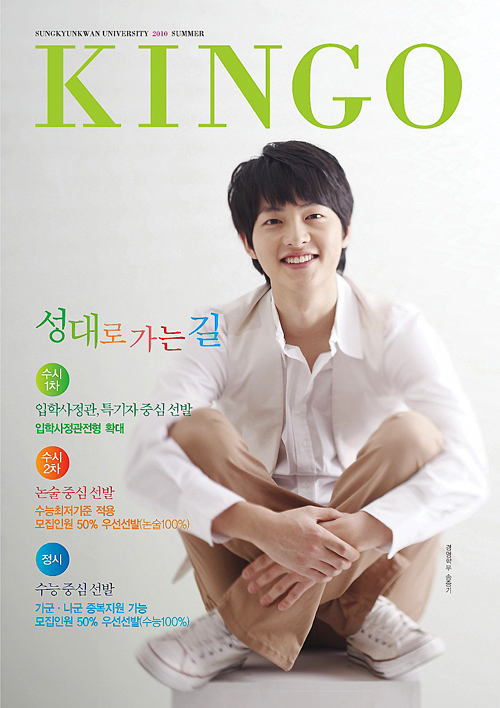 SUNGKYUNKWAN UNIVERSITY 2010 SUMMER
KINGO
성대로 가는 길
수시
1차
입학사정관, 특기자 중심 선발
입학사정관전형 확대
수시
2차
논술 중심 선발
수능최저기준 적용
모집인원 50% 우선선발(논술100%)
정시
수능 중심 선발
가군·나군 중복지원 가능
모집인원 50% 우선선발(수능100%)
경영학부 송중기